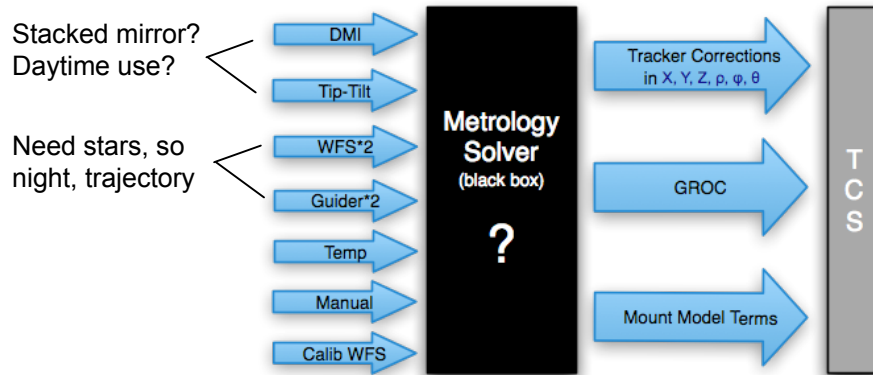 Stacked mirror?
Daytime use?
Need stars, so
night, trajectory
DMI
Tip-Tilt
WFS*2
Guider*2
Temp
Manual
Calib WFS
Metrology
Solver
(black box)
?
Tracker Corrections
in X, Y, Z, ρ, φ, θ
GROC
Mount Model Terms
T
C
S